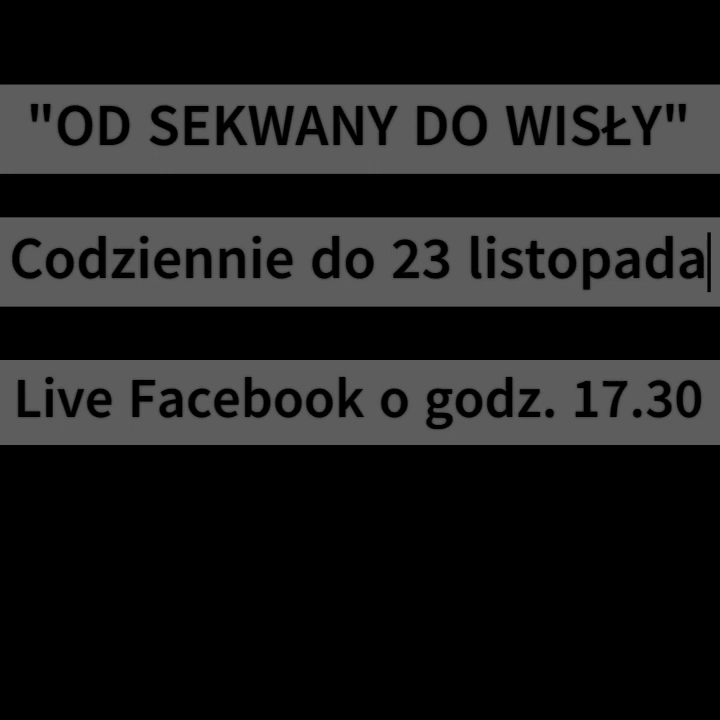 "OD SEKWANY DO WISŁY"
Codziennie do 23 listopada
Live Facebook o godz. 17.30